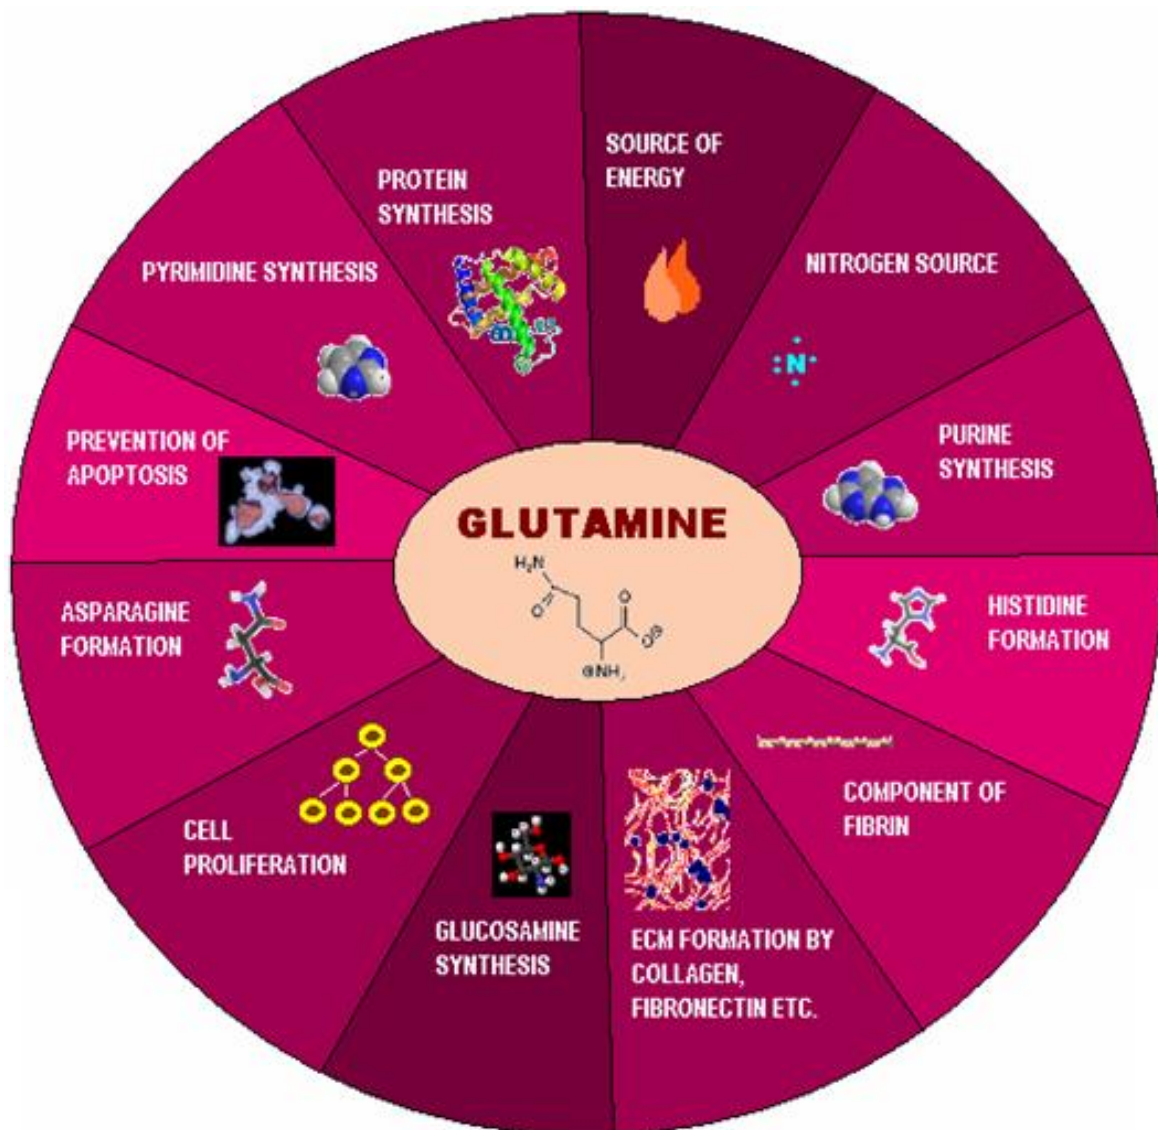 SOURCE OF
ENERGY
NITROGEN SOURCE
N
PURINE
SYNTHESIS
HISTIDINE
FORMATION
COMPONENT OF
FIBRIN
ECM FORMATION BY
COLLAGEN,
FIBRONECTIN ETC.
GLUCOSAMINE
SYNTHESIS
CELL
PROLIFERATION
ASPARAGINE
FORMATION
PREVENTION OF
APOPTOSIS
PYRIMIDINE SYNTHESIS
PROTEIN
SYNTHESIS
GLUTAMINE
H₂N
O
O
O⊖
⊕NH₃